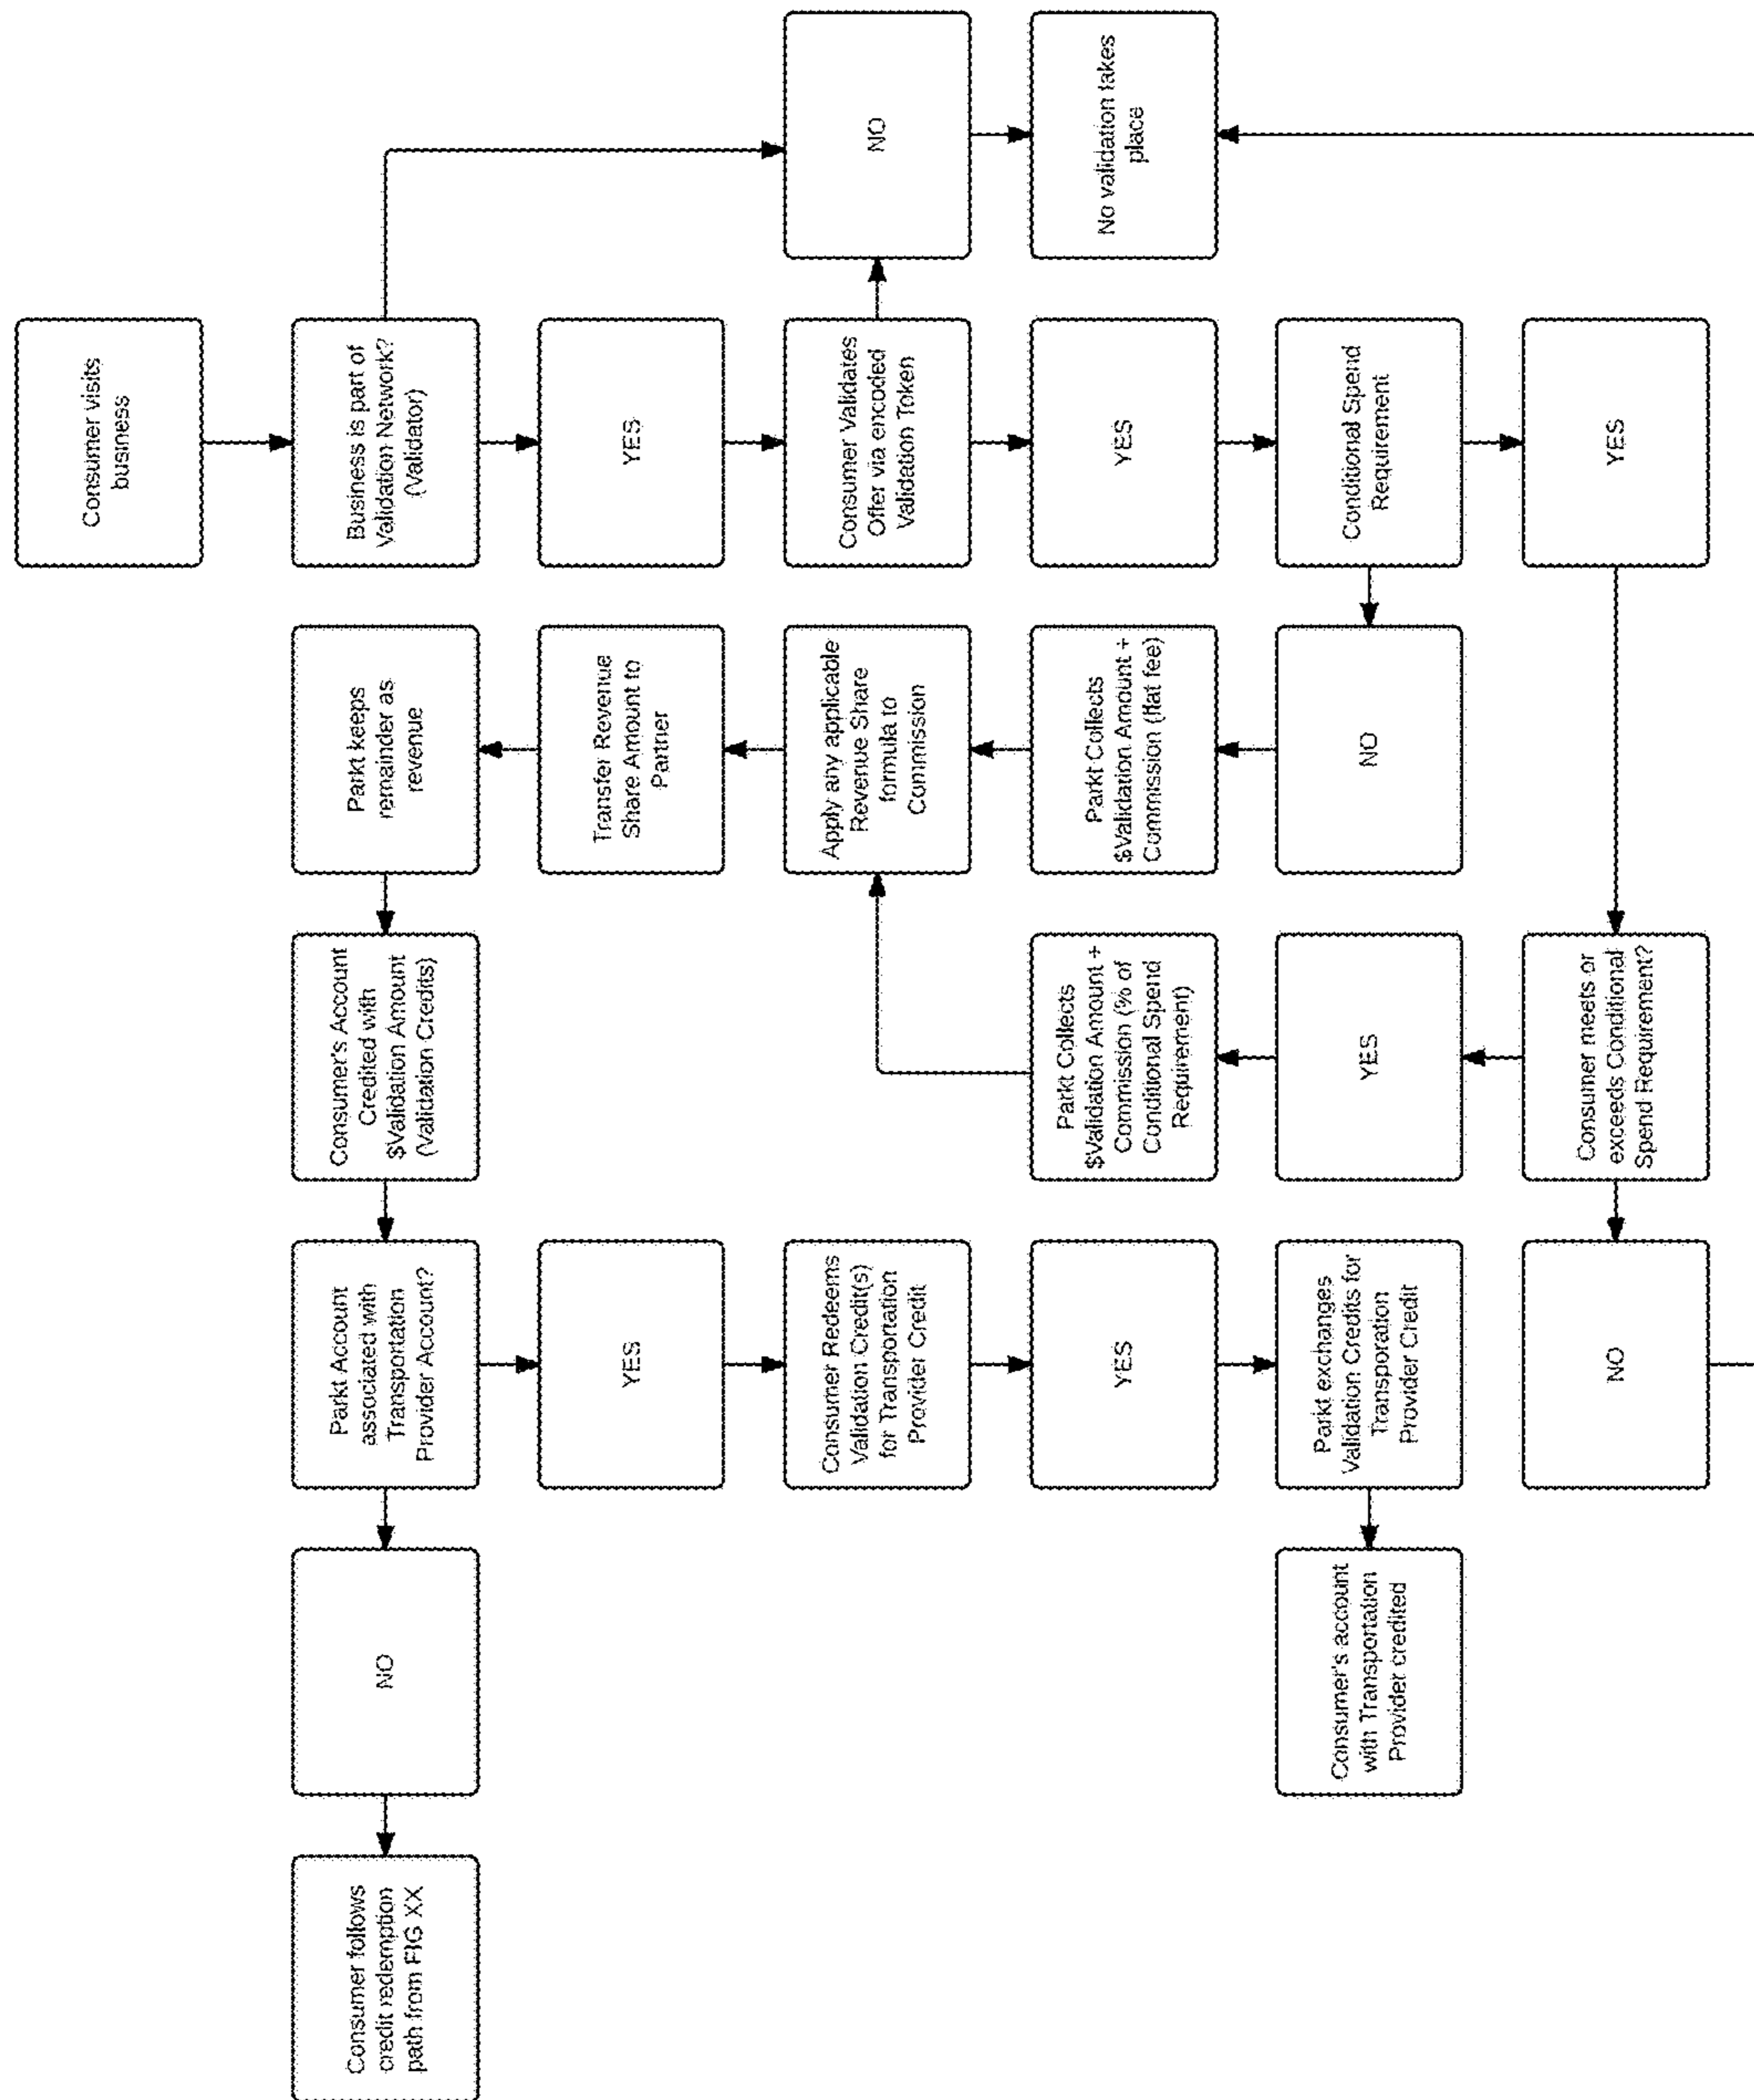 Consumer visits
business
Business is part of
Validation Network?
(Validator)
YES
Consumer Validates
Offer via encoded
Validation Token
YES
Conditional Spend
Requirement
YES
NO
No validation takes
place
Parkt keeps
remainder as
revenue
Transfer Revenue
Share Amount to
Partner
Apply any applicable
Revenue Share
formula to
Commission
Parkt Collects
$Validation Amount +
Commission (flat fee)
NO
Consumer's Account
Credited with
$Validation Amount
(Validation Credits)
Parkt Collects
$Validation Amount +
Commission (% of
Conditional Spend
Requirement)
YES
Consumer meets or
exceeds Conditional
Spend Requirement?
Parkt Account
associated with
Transportation
Provider Account?
YES
Consumer Redeems
Validation Credit(s)
for Transportation
Provider Credit
YES
Parkt exchanges
Validation Credits for
Transporation
Provider Credit
NO
NO
Consumer's account
with Transportation
Provider credited
Consumer follows
credit redemption
path from FIG XX